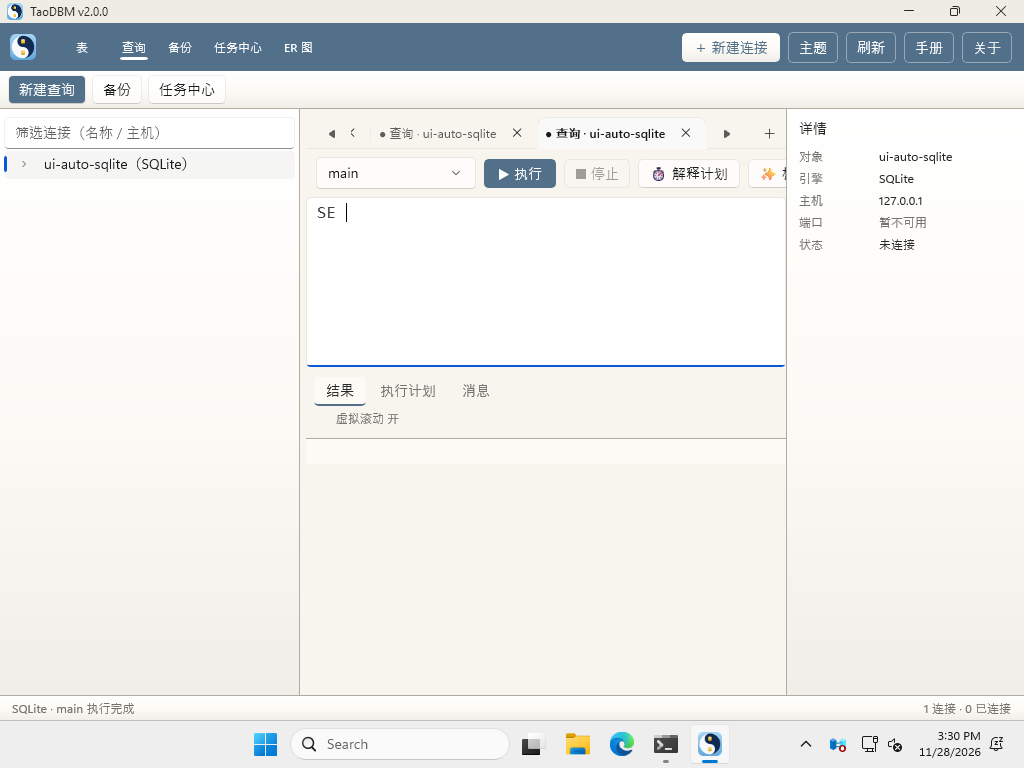 TaoDBM v2.0.0
表 查询 备份 任务中心 ER 图 + 新建连接 主题 刷新 手册 关于
新建查询 备份 任务中心
筛选连接（名称 / 主机）
ui-auto-sqlite（SQLite）
● 查询 · ui-auto-sqlite ● 查询 · ui-auto-sqlite
main 执行 停止 解释计划
SE
结果 执行计划 消息
虚拟滚动 开
详情
对象 ui-auto-sqlite
引擎 SQLite
主机 127.0.0.1
端口 暂不可用
状态 未连接
SQLite · main 执行完成 1 连接 · 0 已连接
Search
3:30 PM
11/28/2026